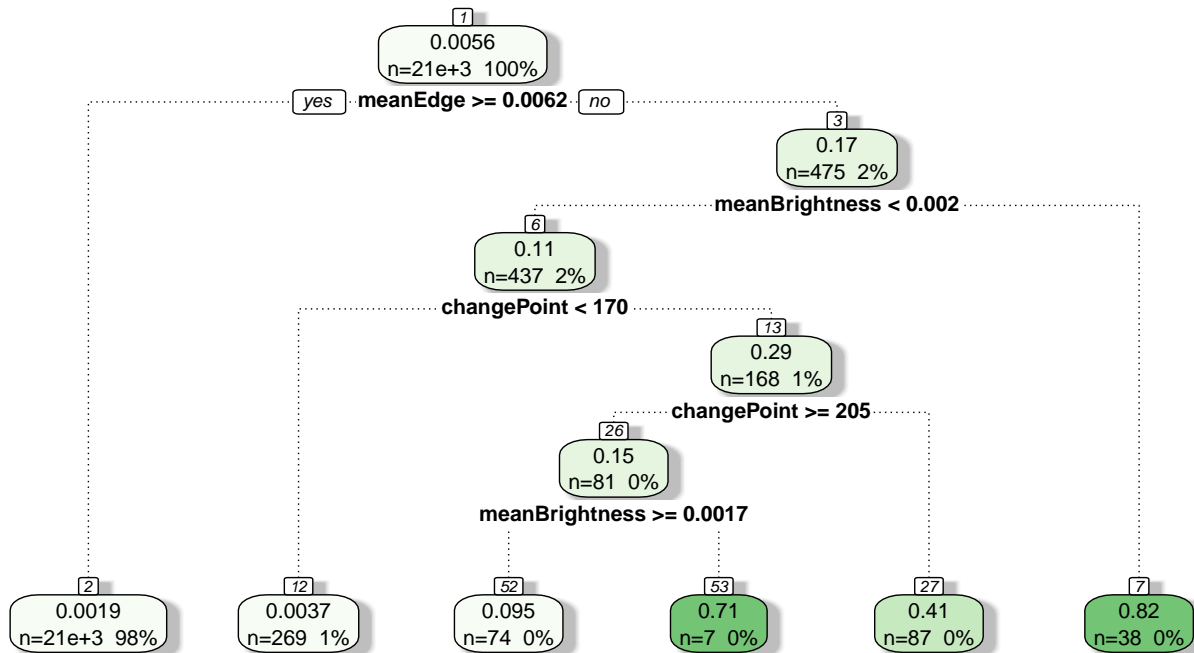 1
0.0056
n=21e+3 100%
yes meanEdge >= 0.0062 no
3
0.17
n=475 2%
meanBrightness < 0.002
6
0.11
n=437 2%
changePoint < 170
13
0.29
n=168 1%
changePoint >= 205
26
0.15
n=81 0%
meanBrightness >= 0.0017
2
0.0019
n=21e+3 98%
12
0.0037
n=269 1%
52
0.095
n=74 0%
53
0.71
n=7 0%
27
0.41
n=87 0%
7
0.82
n=38 0%